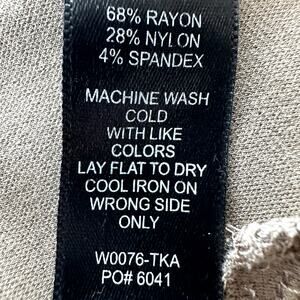 68% RAYON
28% NYLON
4% SPANDEX
MACHINE WASH
COLD
WITH LIKE
COLORS
LAY FLAT TO DRY
COOL IRON ON
WRONG SIDE
ONLY
W0076-TKA
PO# 6041